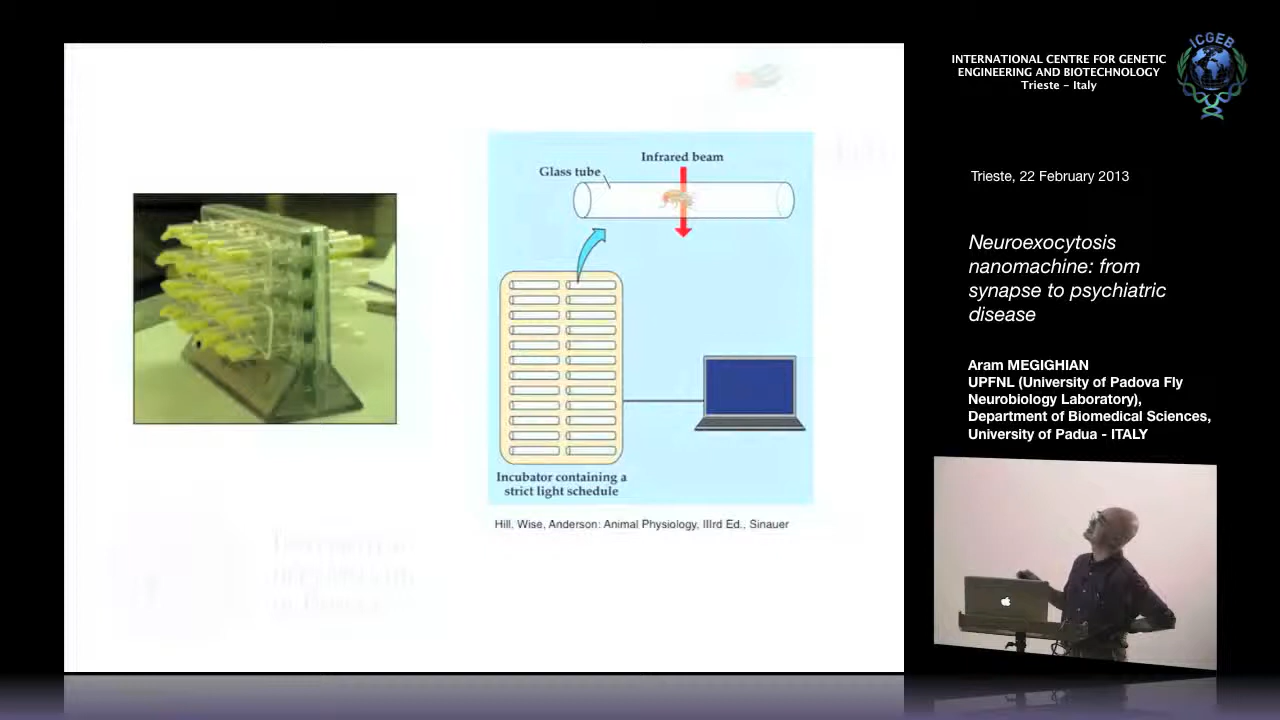 Infrared beam
Glass tube
Incubator containing a
strict light schedule
Hill, Wise, Anderson: Animal Physiology, IIIrd Ed., Sinauer
ICGEB
INTERNATIONAL CENTRE FOR GENETIC
ENGINEERING AND BIOTECHNOLOGY
Trieste - Italy
Trieste, 22 February 2013
Neuroexocytosis
nanomachine: from
synapse to psychiatric
disease
Aram MEGIGHIAN
UPFNL (University of Padova Fly
Neurobiology Laboratory),
Department of Biomedical Sciences,
University of Padua - ITALY